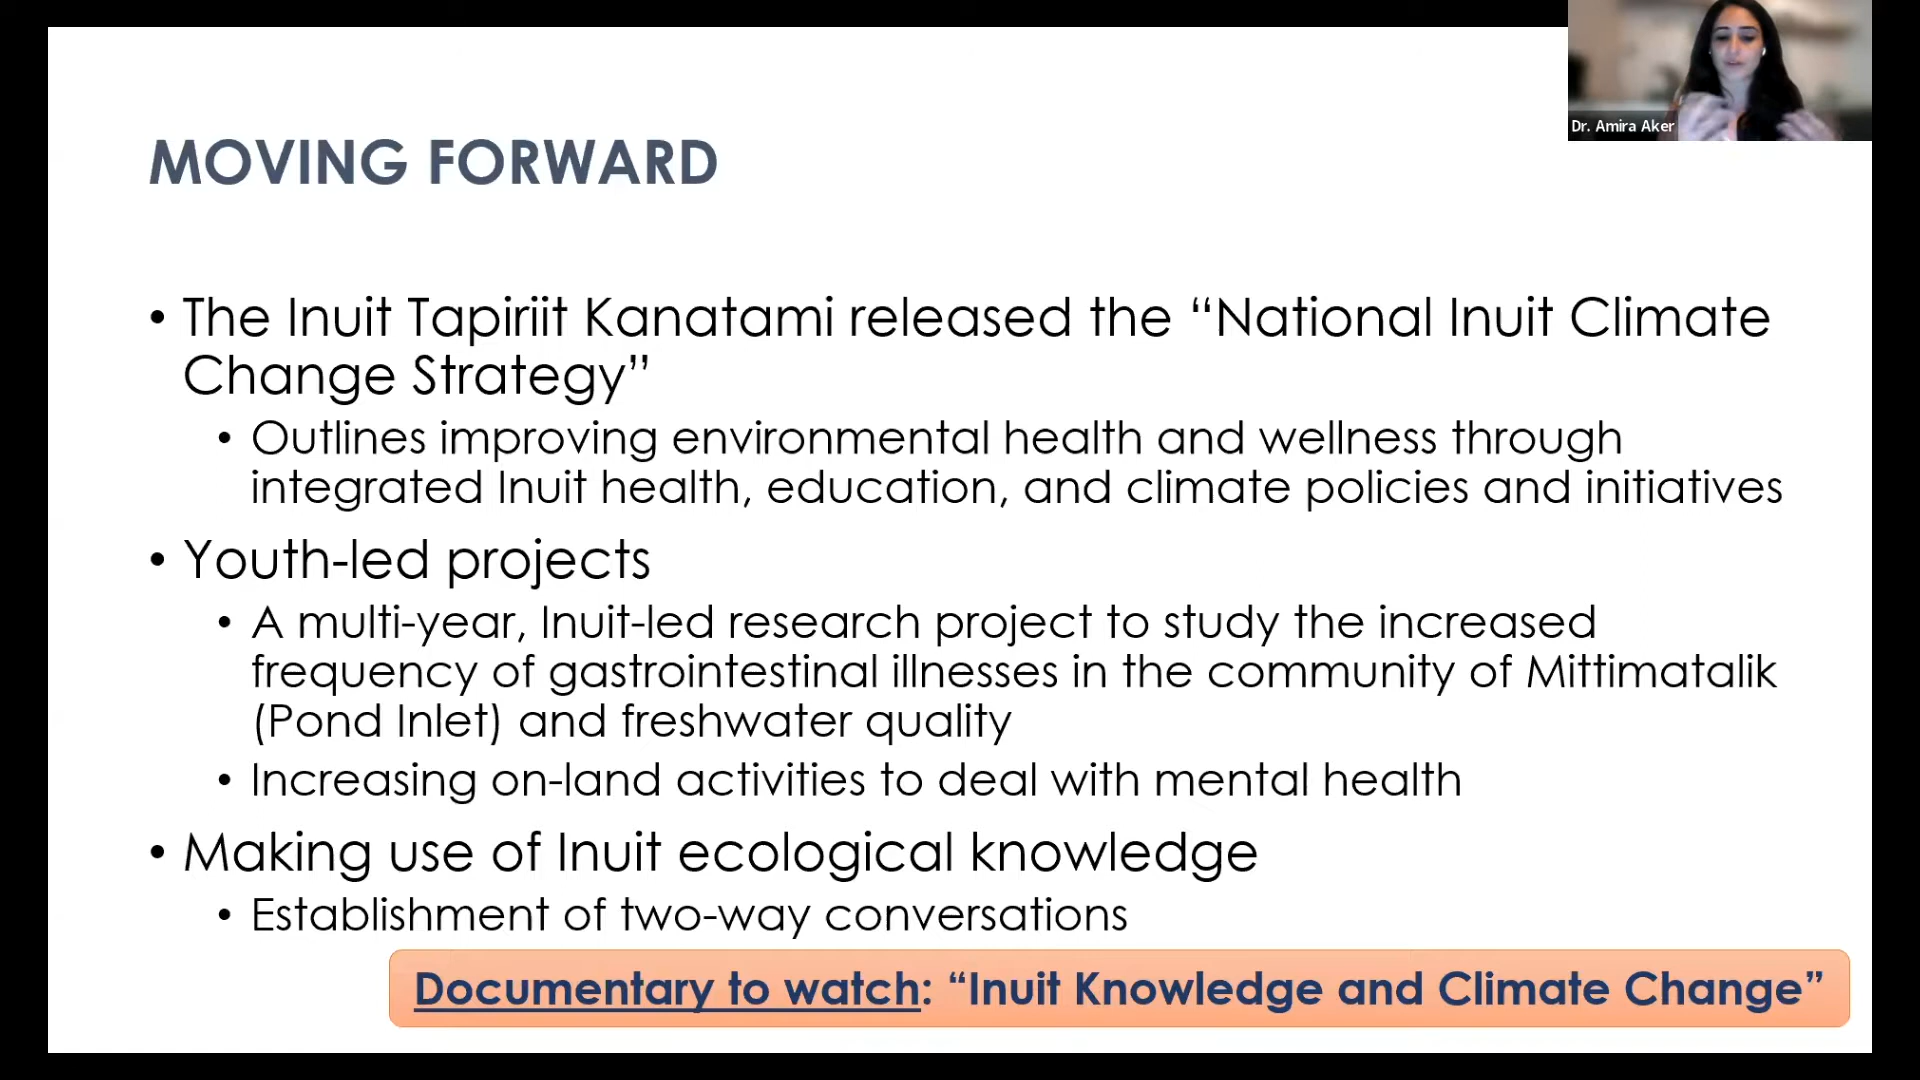 Dr. Amira Aker
MOVING FORWARD
• The Inuit Tapiriit Kanatami released the “National Inuit Climate
Change Strategy”
• Outlines improving environmental health and wellness through
integrated Inuit health, education, and climate policies and initiatives
• Youth-led projects
• A multi-year, Inuit-led research project to study the increased
frequency of gastrointestinal illnesses in the community of Mittimatalik
(Pond Inlet) and freshwater quality
• Increasing on-land activities to deal with mental health
• Making use of Inuit ecological knowledge
• Establishment of two-way conversations
Documentary to watch: “Inuit Knowledge and Climate Change”